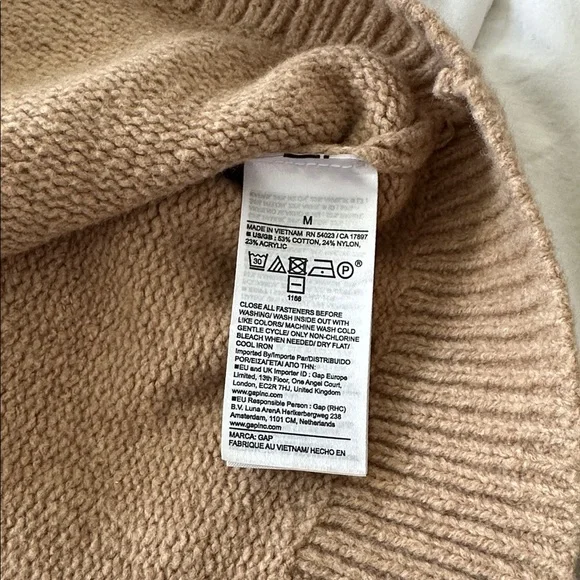 M
MADE IN VIETNAM RN 54023 / CA 17897
■ US/GB : 53% COTTON, 24% NYLON,
23% ACRYLIC
30 P ®
1166
CLOSE ALL FASTENERS BEFORE
WASHING/ WASH INSIDE OUT WITH
LIKE COLORS/ MACHINE WASH COLD
GENTLE CYCLE/ ONLY NON-CHLORINE
BLEACH WHEN NEEDED/ DRY FLAT/
COOL IRON
Imported By/Importe Par/DISTRIBUIDO
POR/ΕΙΣΑΓΕΤΑΙ ΑΠΟ ΤΗΝ:
■EU and UK Importer ID : Gap Europe
Limited, 13th Floor, One Angel Court,
London, EC2R 7HJ, United Kingdom
www.gapinc.com
■EU Responsible Person : Gap (RHC)
B.V. Luna ArenA Herikerbergweg 238
Amsterdam, 1101 CM, Netherlands
www.gapinc.com
MARCA: GAP
FABRIQUE AU VIETNAM/ HECHO EN